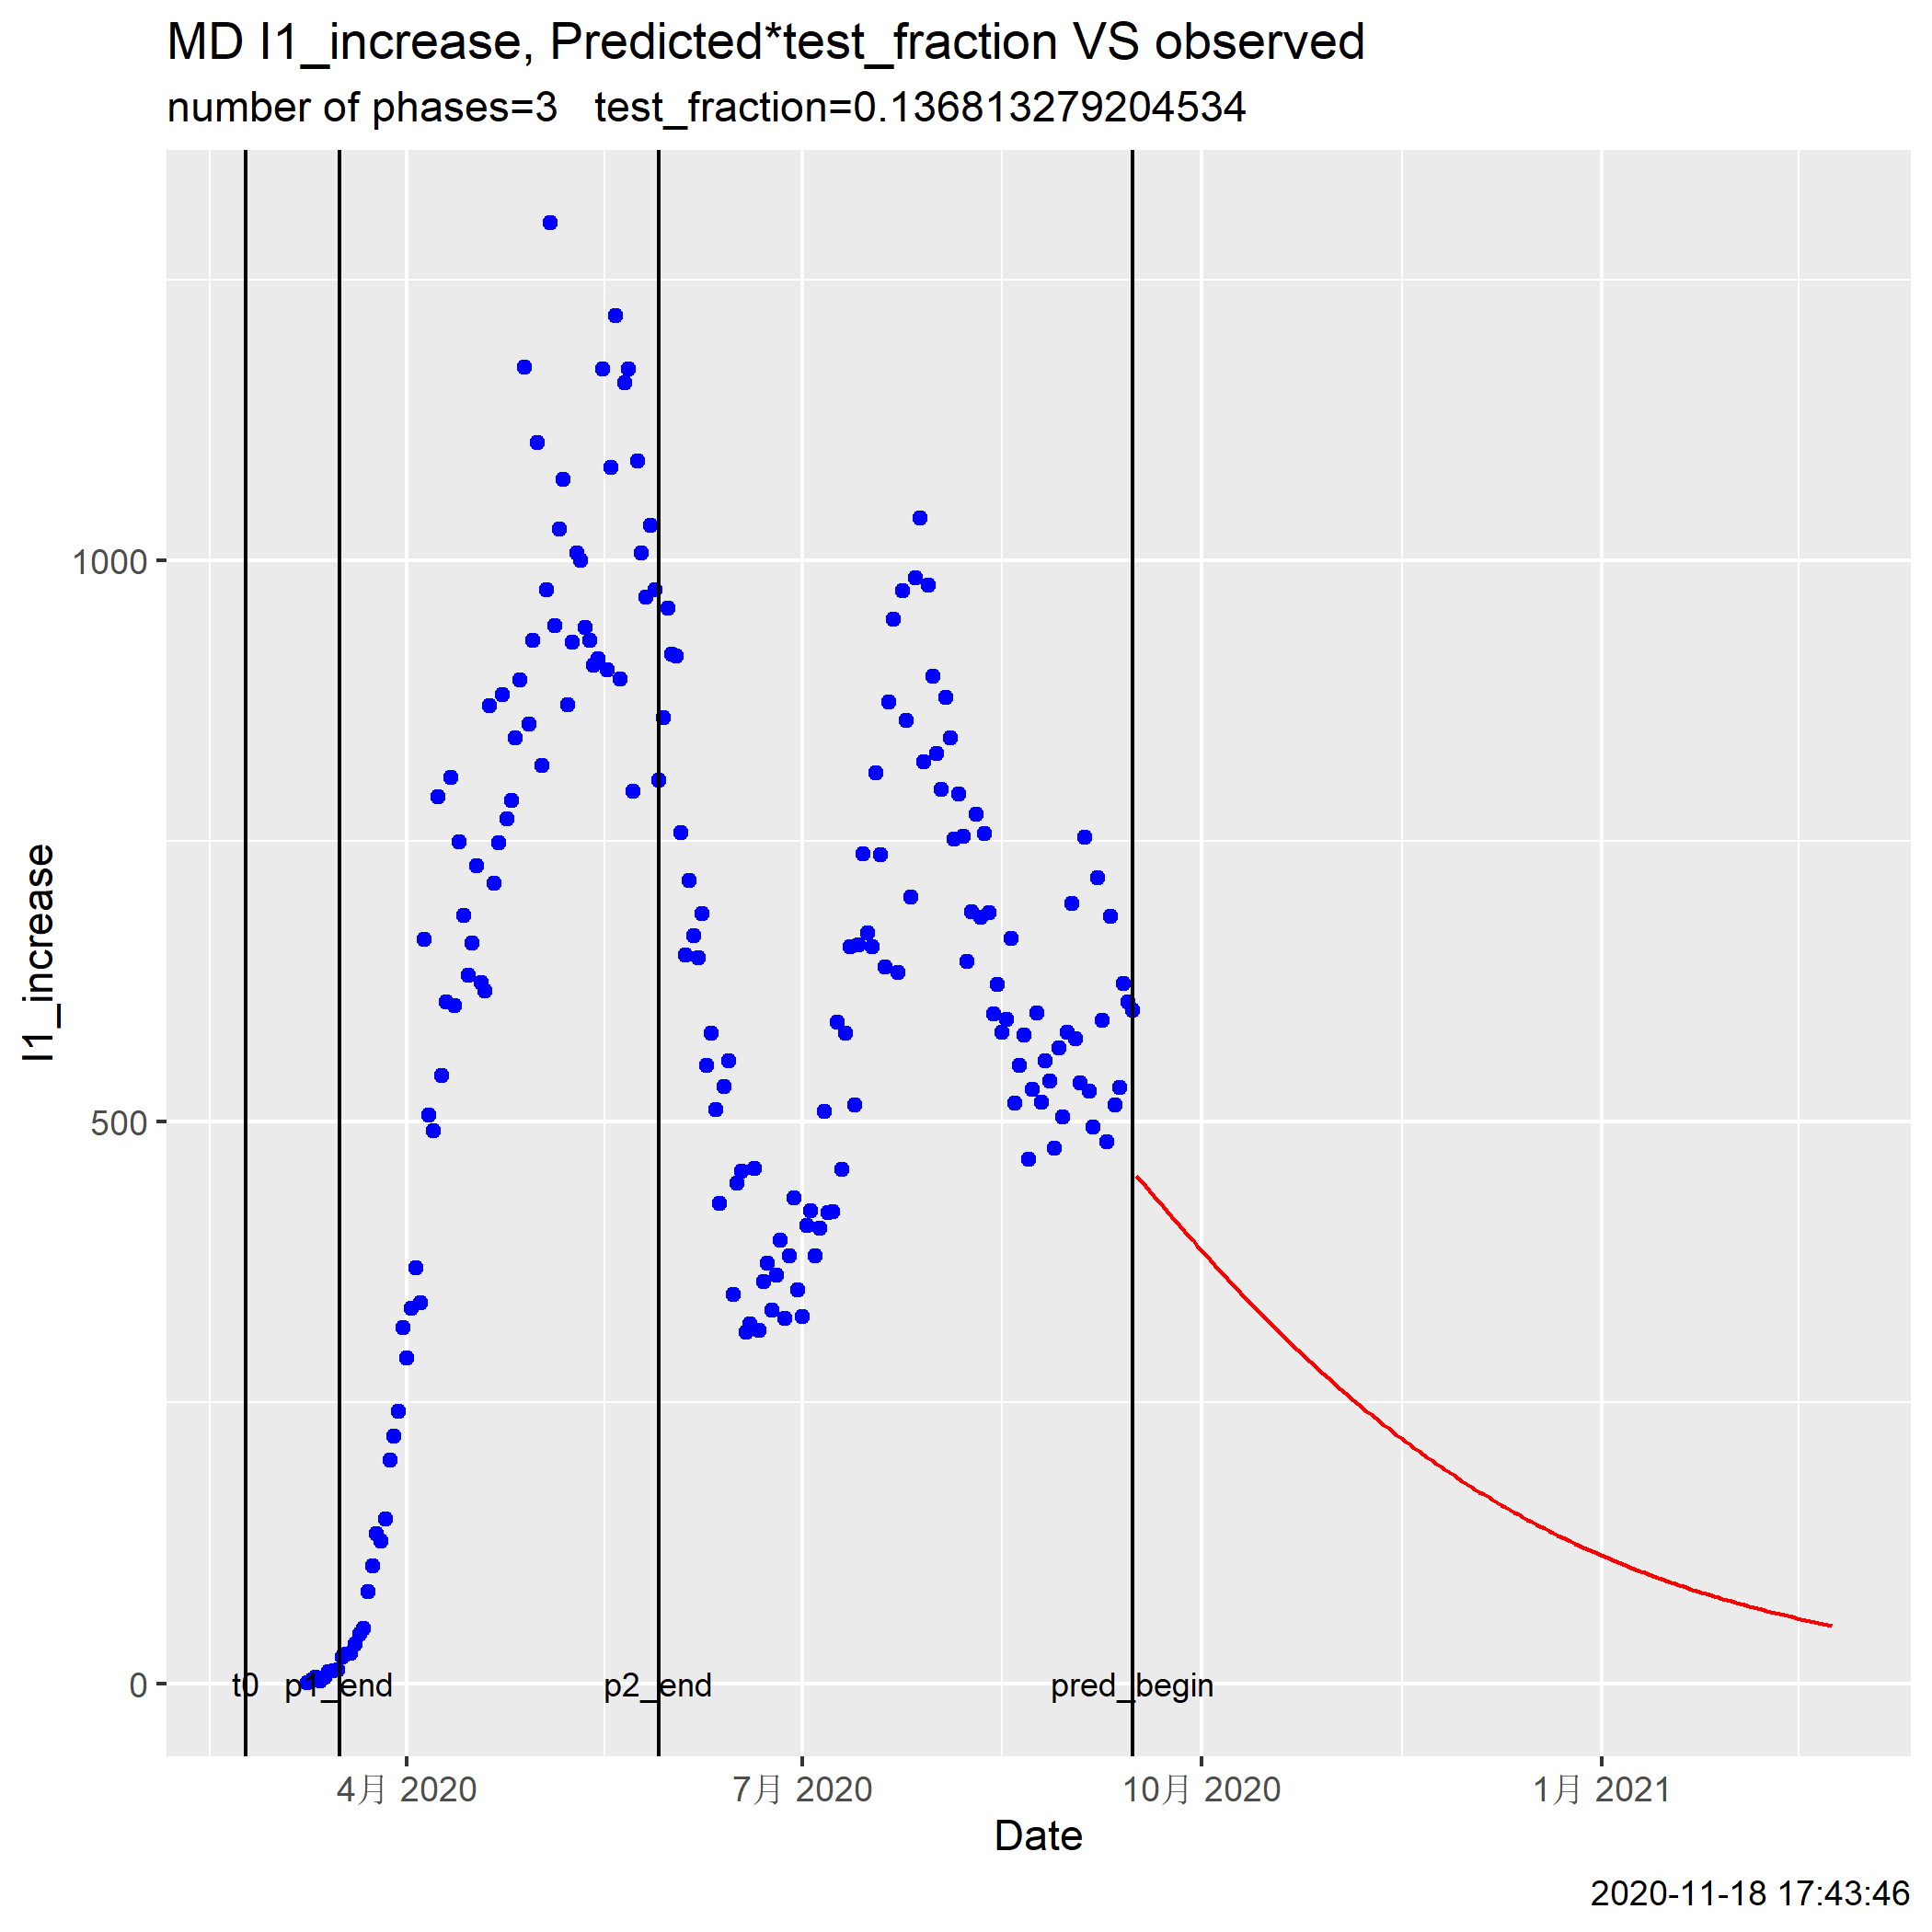 MD I1_increase, Predicted*test_fraction VS observed
number of phases=3   test_fraction=0.136813279204534
I1_increase
1000
500
0
t0
p1_end
p2_end
pred_begin
4月 2020
7月 2020
10月 2020
1月 2021
Date
2020-11-18 17:43:46